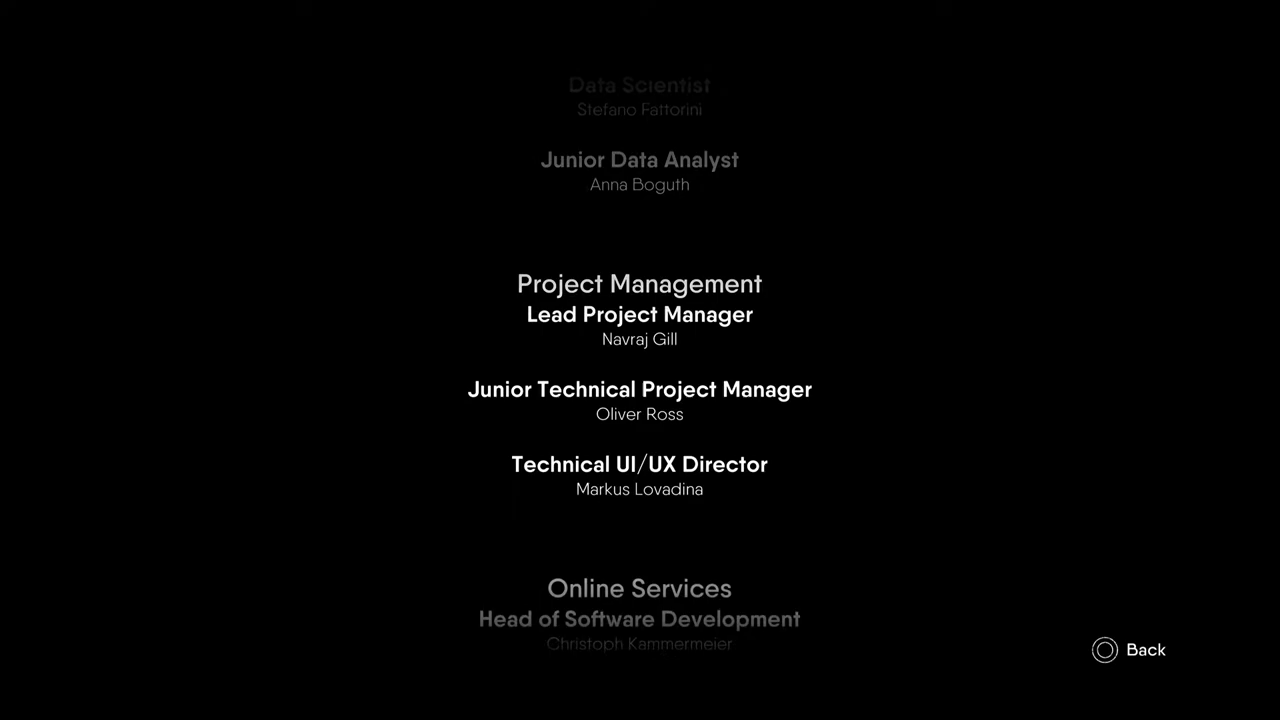 Data Scientist
Stefano Fattorini
Junior Data Analyst
Anna Boguth
Project Management
Lead Project Manager
Navraj Gill
Junior Technical Project Manager
Oliver Ross
Technical UI/UX Director
Markus Lovadina
Online Services
Head of Software Development
Christoph Kammermeier
Back